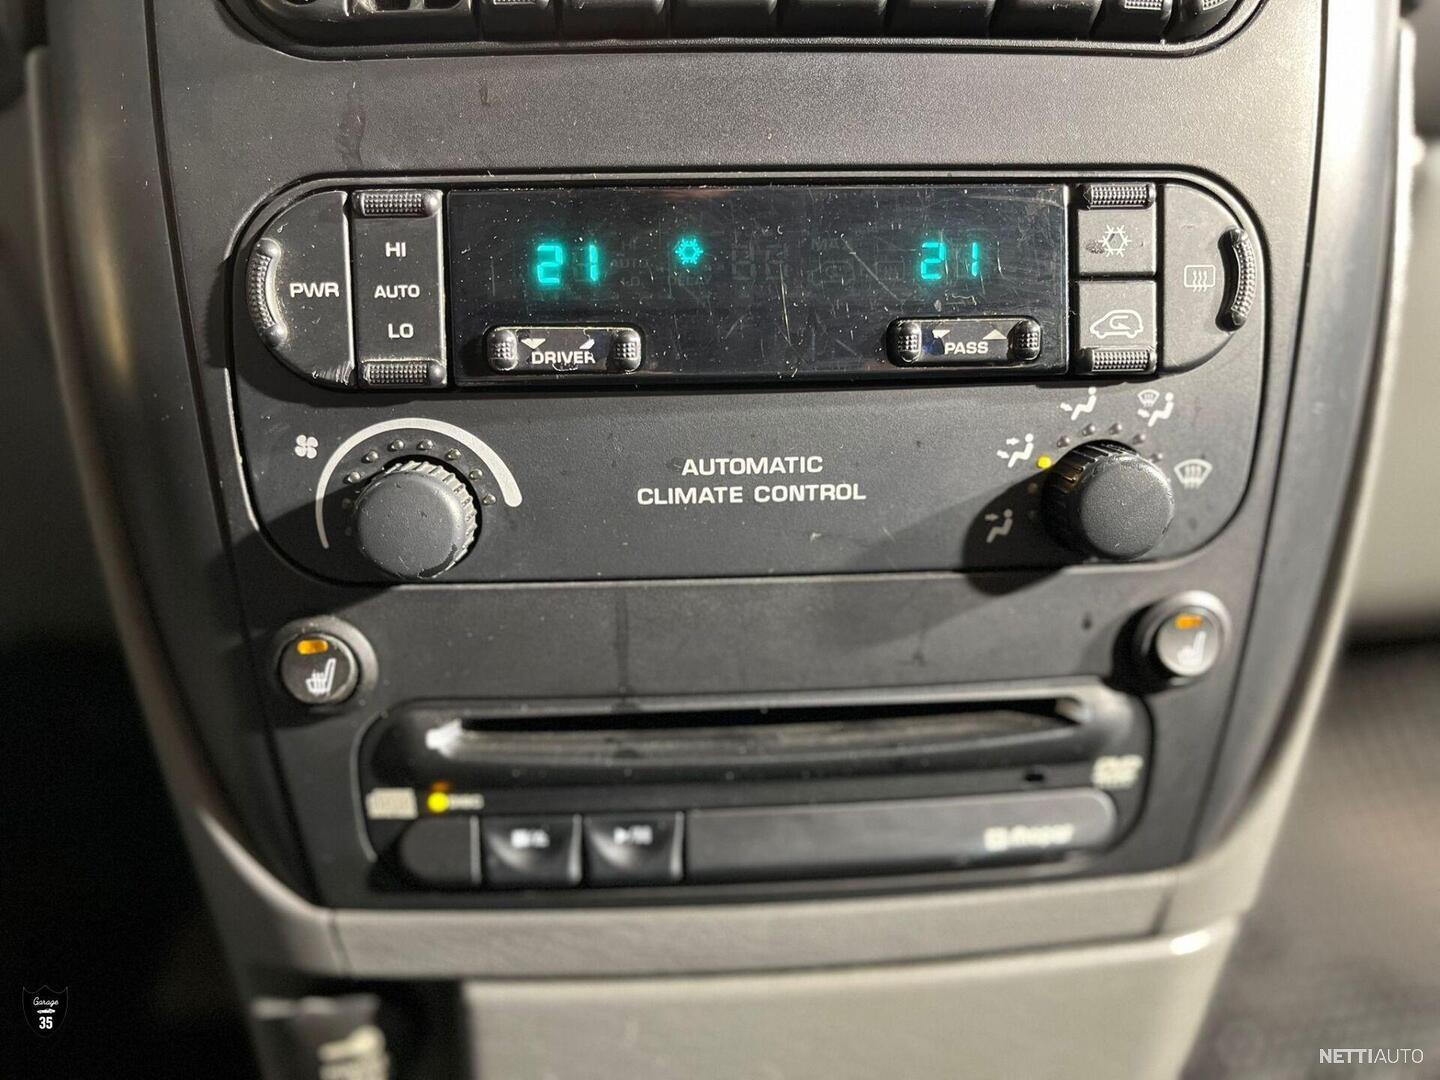 21
21
PWR
HI
AUTO
LO
DRIVER
PASS
AUTOMATIC
CLIMATE CONTROL
Garage
35
NETTIAUTO